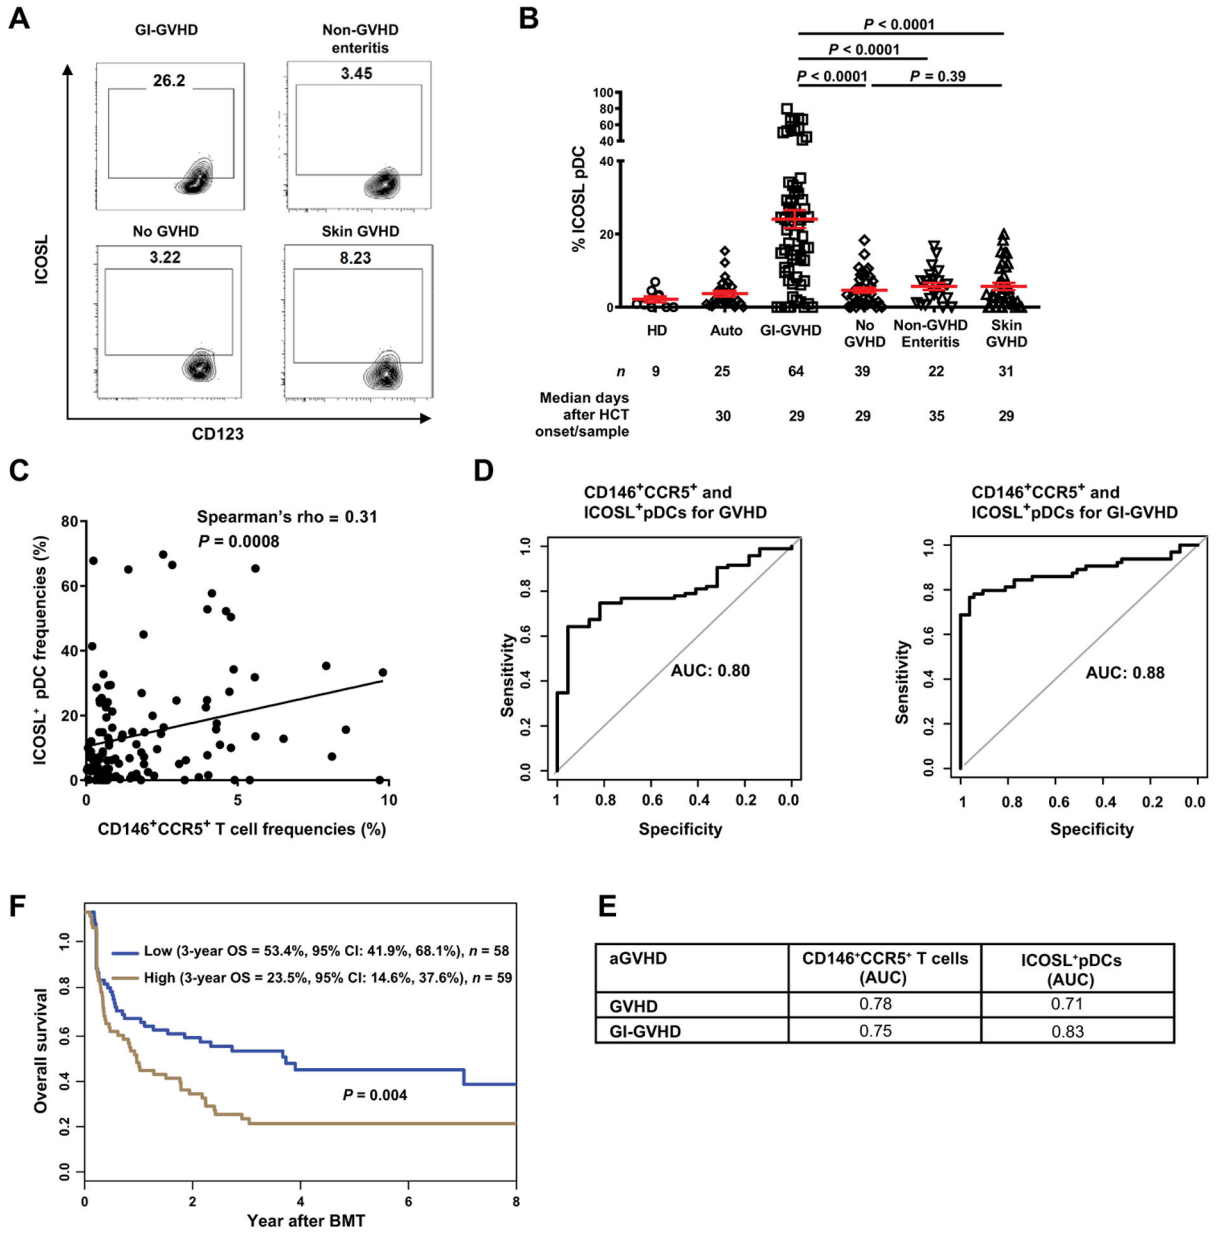 A
GI-GVHD
Non-GVHD
enteritis
26.2
3.45
No GVHD
Skin GVHD
3.22
8.23
ICOSL
CD123
B
P < 0.0001
P < 0.0001
P < 0.0001
P = 0.39
% ICOSL pDC
100
80
60
40
40
20
0
HD
Auto
GI-GVHD
No
GVHD
Non-GVHD
Enteritis
Skin
GVHD
n 9 25 64 39 22 31
Median days
after HCT
onset/sample
30 29 29 35 29
C
Spearman's rho = 0.31
P = 0.0008
ICOSL⁺ pDC frequencies (%)
80
60
40
20
0
0 5 10
CD146⁺CCR5⁺ T cell frequencies (%)
D
CD146⁺CCR5⁺ and
ICOSL⁺pDCs for GVHD
Sensitivity
1.0
0.8
0.6
0.4
0.2
0.0
AUC: 0.80
1 0.8 0.6 0.4 0.2 0.0
Specificity
CD146⁺CCR5⁺ and
ICOSL⁺pDCs for GI-GVHD
Sensitivity
1.0
0.8
0.6
0.4
0.2
0.0
AUC: 0.88
1 0.8 0.6 0.4 0.2 0.0
Specificity
F
Overall survival
1.0
0.8
0.6
0.4
0.2
0.0
Low (3-year OS = 53.4%, 95% CI: 41.9%, 68.1%), n = 58
High (3-year OS = 23.5%, 95% CI: 14.6%, 37.6%), n = 59
P = 0.004
0 2 4 6 8
Year after BMT
E
aGVHD CD146⁺CCR5⁺ T cells (AUC) ICOSL⁺pDCs (AUC)
GVHD 0.78 0.71
GI-GVHD 0.75 0.83